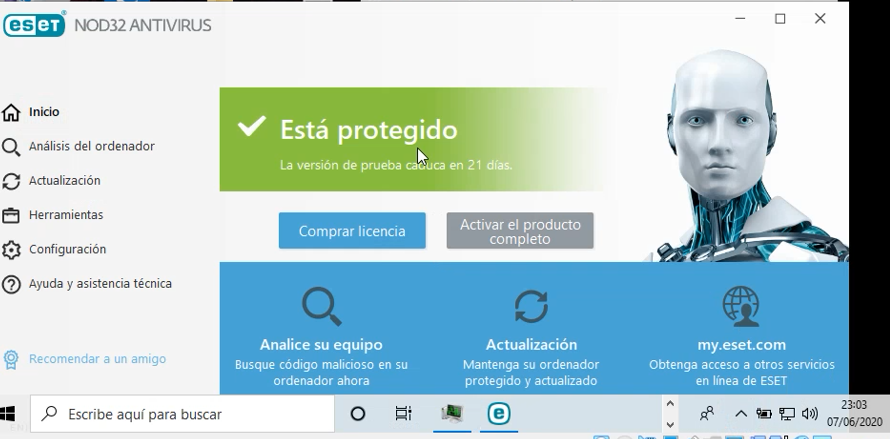 eset NOD32 ANTIVIRUS
Inicio
Análisis del ordenador
Actualización
Herramientas
Configuración
Ayuda y asistencia técnica
Recomendar a un amigo
Está protegido
La versión de prueba caduca en 21 días.
Comprar licencia
Activar el producto
completo
Analice su equipo
Busque código malicioso en su
ordenador ahora
Actualización
Mantenga su ordenador
protegido y actualizado
my.eset.com
Obtenga acceso a otros servicios
en línea de ESET
Escribe aquí para buscar
e
23:03
07/06/2020